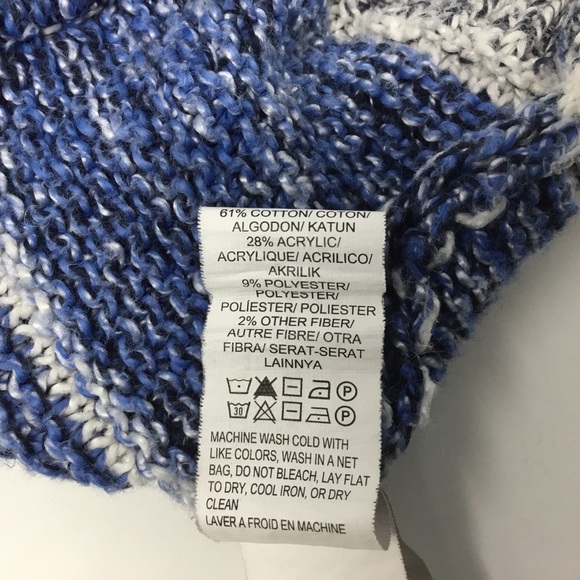 61% COTTON/ COTON/
ALGODON/ KATUN
28% ACRYLIC/
ACRYLIQUE/ ACRILICO/
AKRILIK
9% POLYESTER/
POLYESTER/
POLÍESTER/ POLIESTER
2% OTHER FIBER/
AUTRE FIBRE/ OTRA
FIBRA/ SERAT-SERAT
LAINNYA
P
30 P
MACHINE WASH COLD WITH
LIKE COLORS, WASH IN A NET
BAG, DO NOT BLEACH, LAY FLAT
TO DRY, COOL IRON, OR DRY
CLEAN
LAVER A FROID EN MACHINE